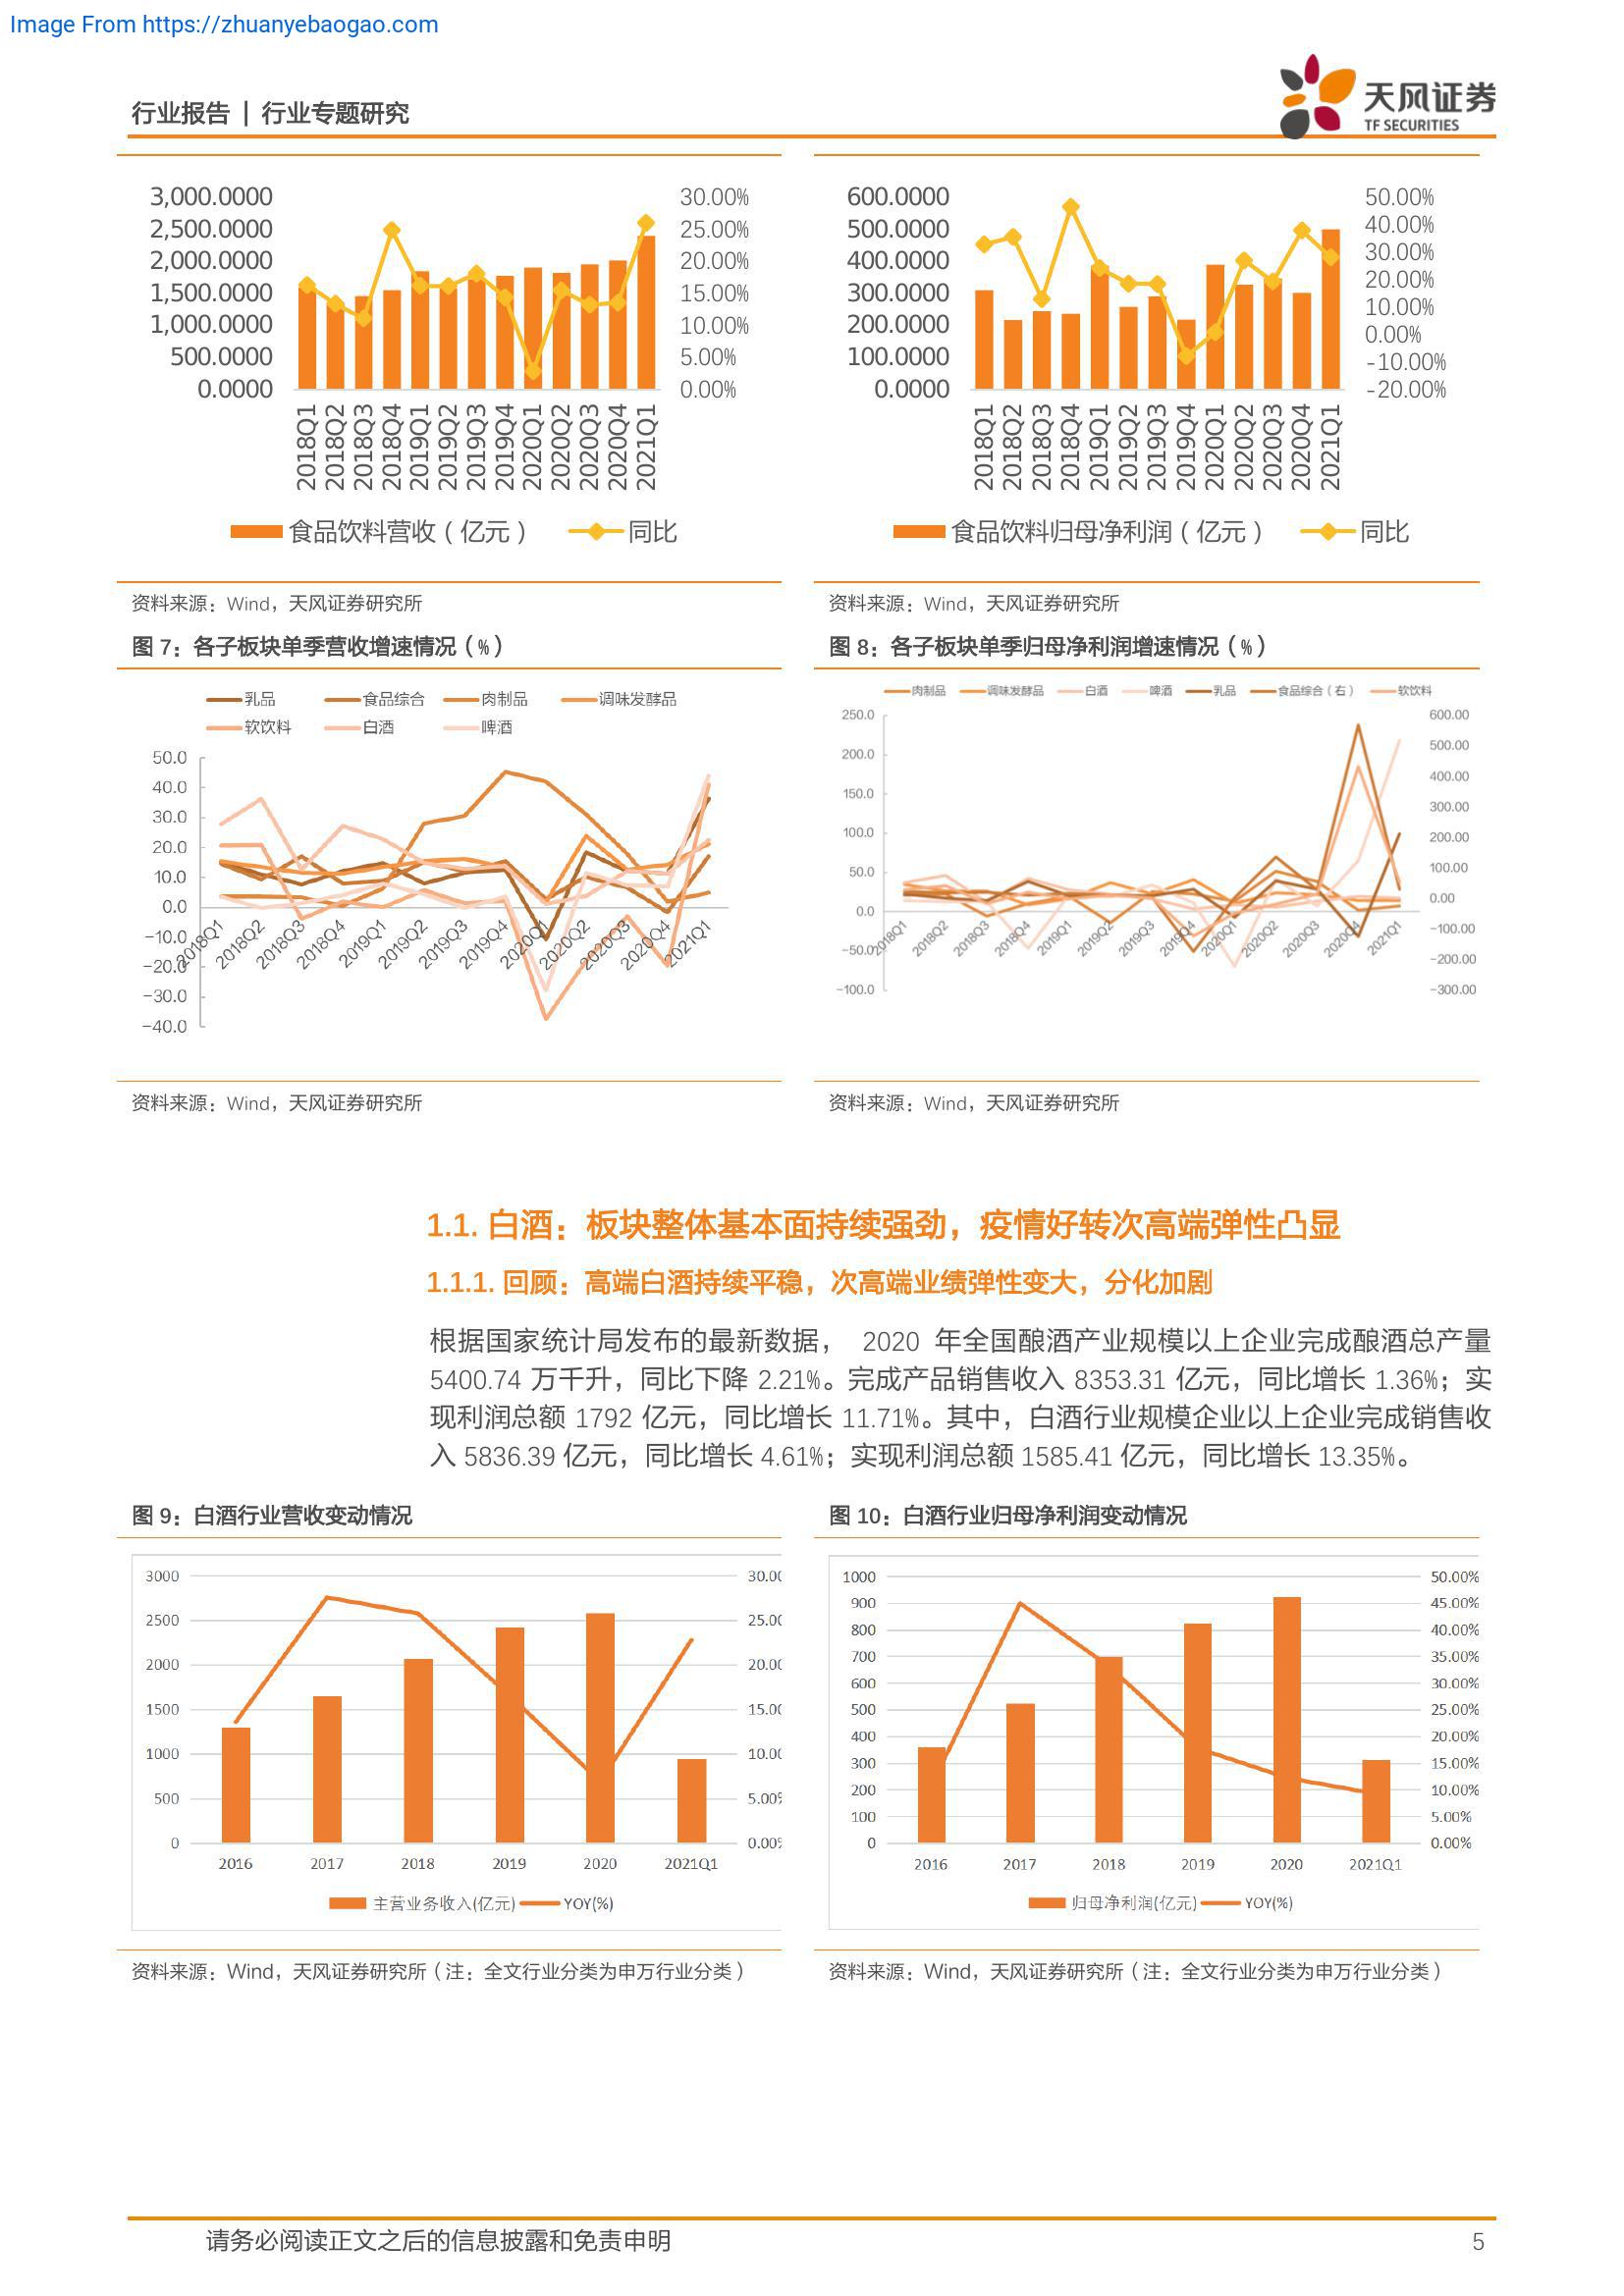 Image From https://zhuanyebaogao.com
行业报告 | 行业专题研究
天风证券
TF SECURITIES
3,000.0000
2,500.0000
2,000.0000
1,500.0000
1,000.0000
500.0000
0.0000
30.00%
25.00%
20.00%
15.00%
10.00%
5.00%
0.00%
2018Q1
2018Q2
2018Q3
2018Q4
2019Q1
2019Q2
2019Q3
2019Q4
2020Q1
2020Q2
2020Q3
2020Q4
2021Q1
食品饮料营收（亿元） 同比
600.0000
500.0000
400.0000
300.0000
200.0000
100.0000
0.0000
50.00%
40.00%
30.00%
20.00%
10.00%
0.00%
-10.00%
-20.00%
2018Q1
2018Q2
2018Q3
2018Q4
2019Q1
2019Q2
2019Q3
2019Q4
2020Q1
2020Q2
2020Q3
2020Q4
2021Q1
食品饮料归母净利润（亿元） 同比
资料来源：Wind，天风证券研究所
资料来源：Wind，天风证券研究所
图 7：各子板块单季营收增速情况（%）
乳品 食品综合 肉制品 调味发酵品
软饮料 白酒 啤酒
50.0
40.0
30.0
20.0
10.0
0.0
-10.0
-20.0
-30.0
-40.0
2018Q1
2018Q2
2018Q3
2018Q4
2019Q1
2019Q2
2019Q3
2019Q4
2020Q1
2020Q2
2020Q3
2020Q4
2021Q1
图 8：各子板块单季归母净利润增速情况（%）
肉制品 调味发酵品 白酒 啤酒 乳品 食品综合（右） 软饮料
250.0
200.0
150.0
100.0
50.0
0.0
-50.0
-100.0
600.00
500.00
400.00
300.00
200.00
100.00
0.00
-100.00
-200.00
-300.00
2018Q1
2018Q2
2018Q3
2018Q4
2019Q1
2019Q2
2019Q3
2019Q4
2020Q1
2020Q2
2020Q3
2020Q4
2021Q1
资料来源：Wind，天风证券研究所
资料来源：Wind，天风证券研究所
1.1. 白酒：板块整体基本面持续强劲，疫情好转次高端弹性凸显
1.1.1. 回顾：高端白酒持续平稳，次高端业绩弹性变大，分化加剧
根据国家统计局发布的最新数据， 2020 年全国酿酒产业规模以上企业完成酿酒总产量
5400.74 万千升，同比下降 2.21%。完成产品销售收入 8353.31 亿元，同比增长 1.36%；实
现利润总额 1792 亿元，同比增长 11.71%。其中，白酒行业规模企业以上企业完成销售收
入 5836.39 亿元，同比增长 4.61%；实现利润总额 1585.41 亿元，同比增长 13.35%。
图 9：白酒行业营收变动情况
3000
2500
2000
1500
1000
500
0
30.00
25.00
20.00
15.00
10.00
5.00%
0.00%
2016 2017 2018 2019 2020 2021Q1
主营业务收入(亿元) YOY(%)
图 10：白酒行业归母净利润变动情况
1000
900
800
700
600
500
400
300
200
100
0
50.00%
45.00%
40.00%
35.00%
30.00%
25.00%
20.00%
15.00%
10.00%
5.00%
0.00%
2016 2017 2018 2019 2020 2021Q1
归母净利润(亿元) YOY(%)
资料来源：Wind，天风证券研究所（注：全文行业分类为申万行业分类）
资料来源：Wind，天风证券研究所（注：全文行业分类为申万行业分类）
请务必阅读正文之后的信息披露和免责申明
5